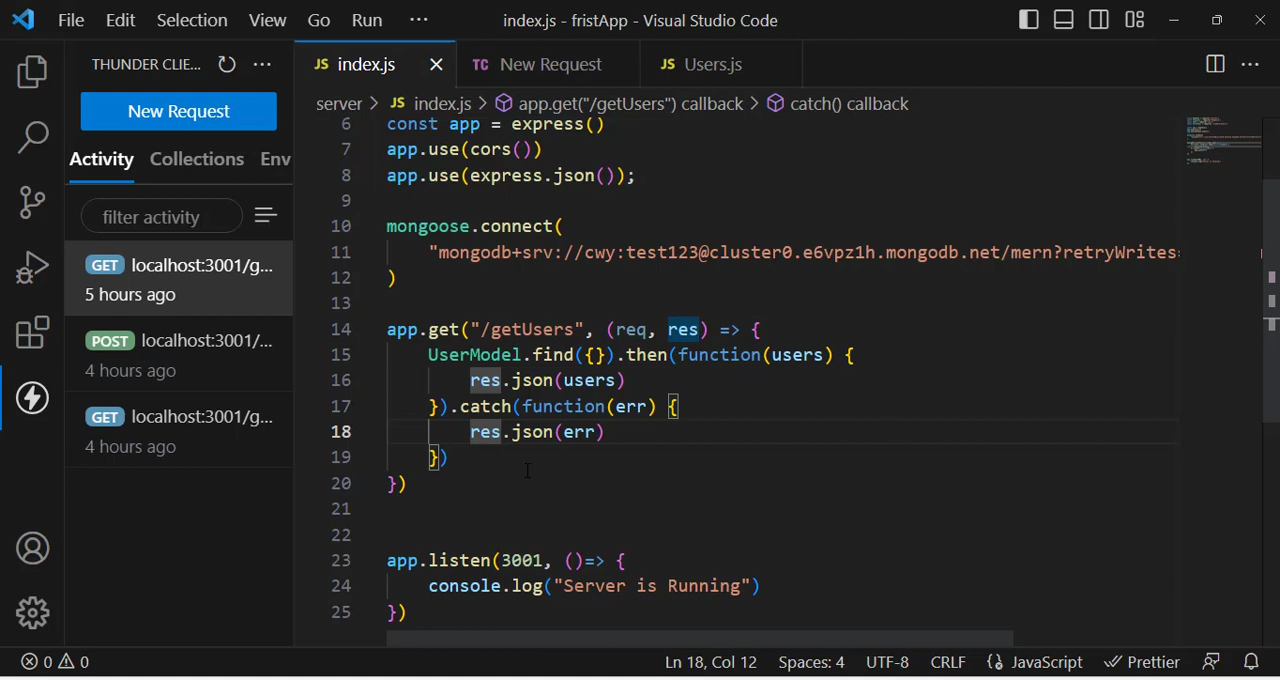 File Edit Selection View Go Run ··· index.js - fristApp - Visual Studio Code
THUNDER CLIE... ···
New Request
Activity Collections Env
filter activity
GET localhost:3001/g...
5 hours ago
POST localhost:3001/...
4 hours ago
GET localhost:3001/g...
4 hours ago
JS index.js TC New Request JS Users.js ···
server > JS index.js > app.get("/getUsers") callback > catch() callback
6 const app = express()
7 app.use(cors())
8 app.use(express.json());
9
10 mongoose.connect(
11 "mongodb+srv://cwy:test123@cluster0.e6vpz1h.mongodb.net/mern?retryWrites=
12 )
13
14 app.get("/getUsers", (req, res) => {
15 UserModel.find({}).then(function(users) {
16 res.json(users)
17 }).catch(function(err) {
18 res.json(err)
19 })
20 })
21
22
23 app.listen(3001, ()=> {
24 console.log("Server is Running")
25 })
0 0 Ln 18, Col 12 Spaces: 4 UTF-8 CRLF JavaScript Prettier